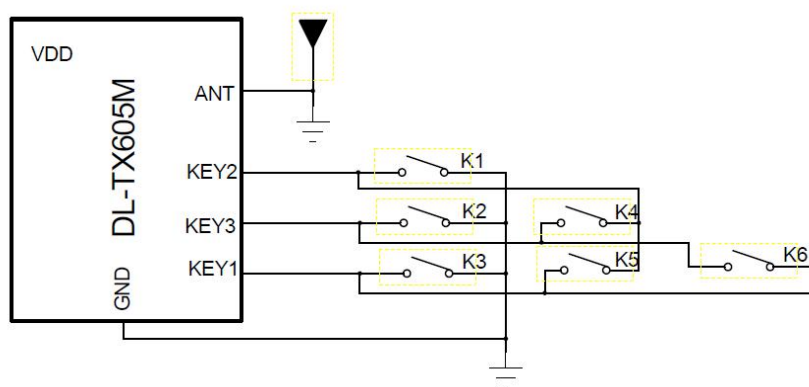 VDD
ANT
DL-TX605M
KEY2
K1
KEY3
K2
K4
KEY1
K3
K5
K6
GND